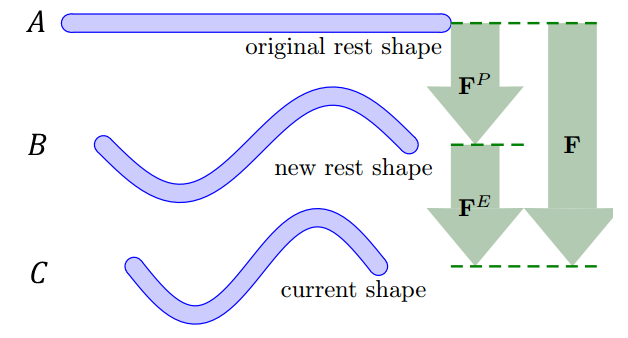 A
original rest shape
F^P
B
new rest shape
F
F^E
C
current shape